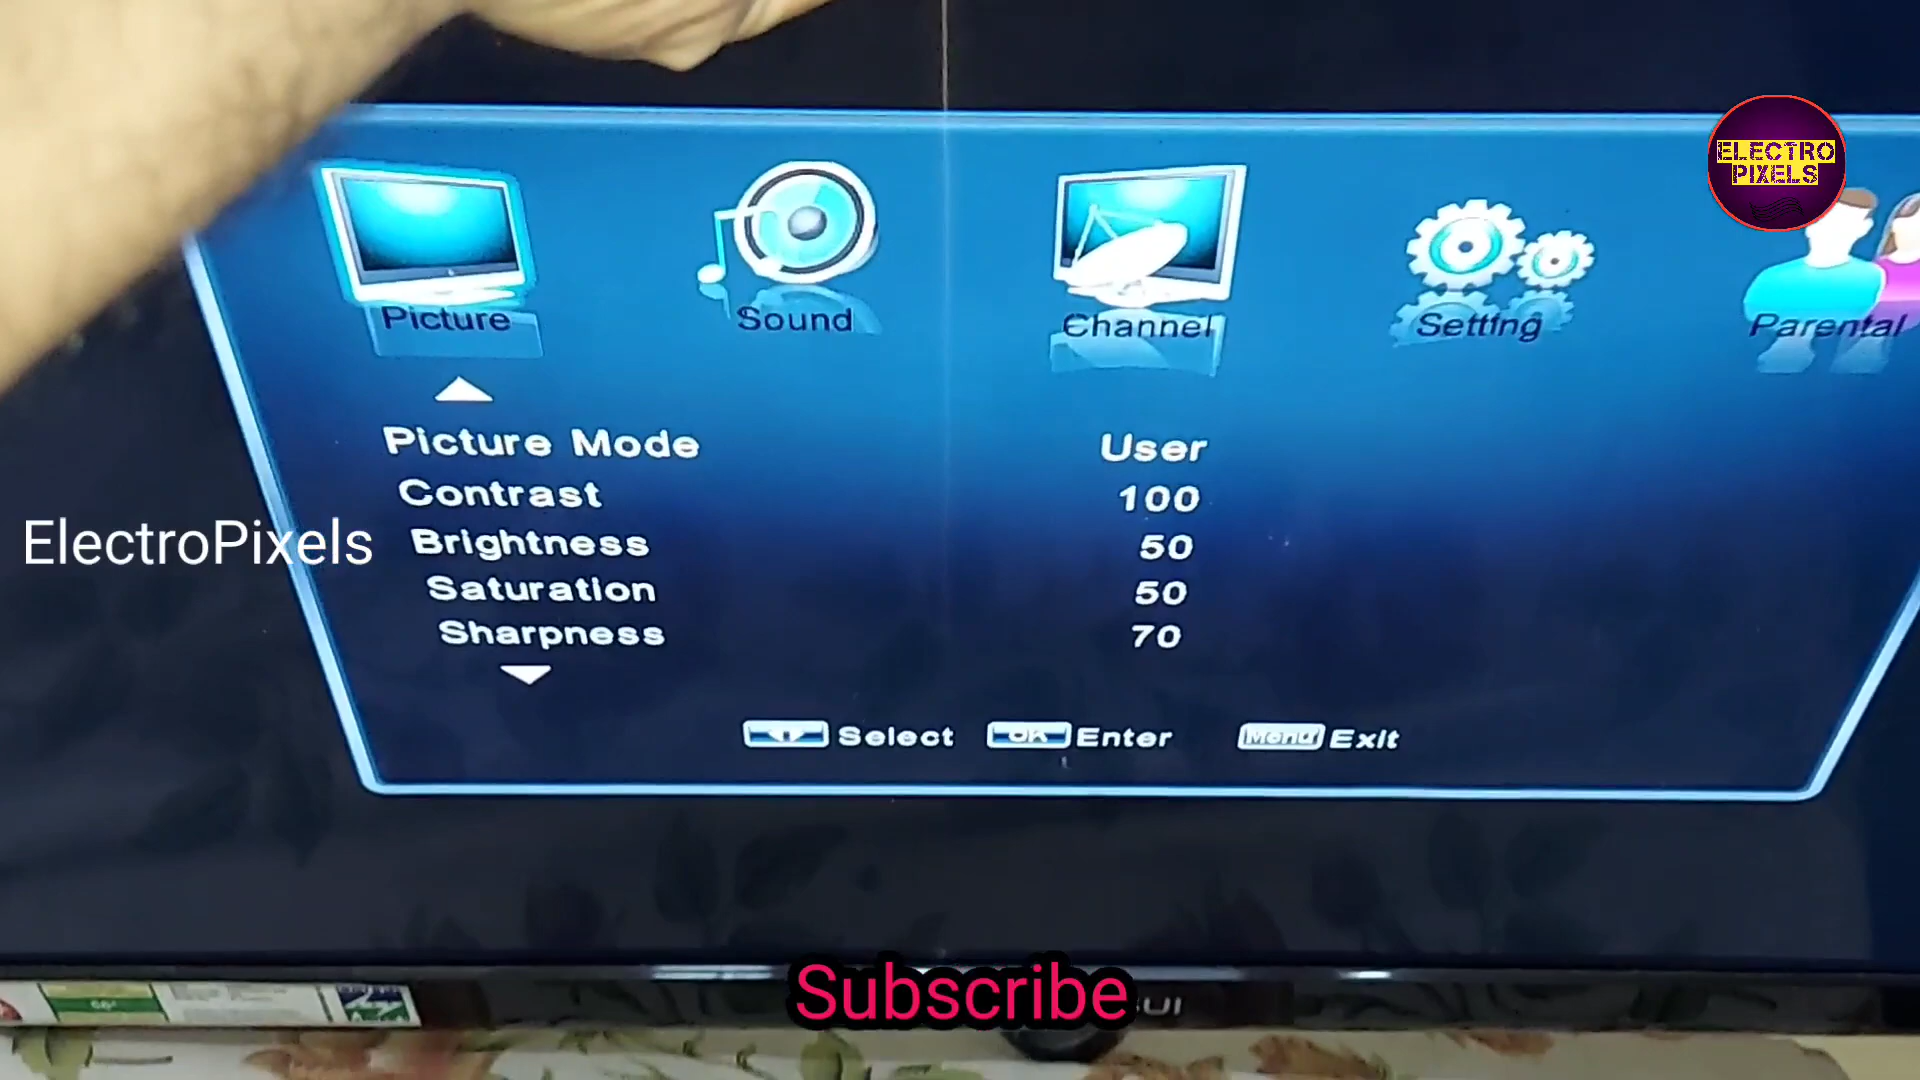 ELECTRO
PIXELS
Picture
Sound
Channel
Setting
Parental
Picture Mode User
Contrast 100
Brightness 50
ElectroPixels
Saturation 50
Sharpness 70
Select OK Enter Menu Exit
Subscribe
UI